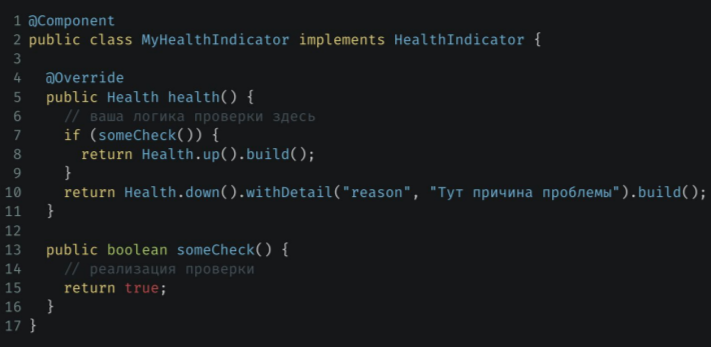 1 @Component
2 public class MyHealthIndicator implements HealthIndicator {
3
4   @Override
5   public Health health() {
6     // ваша логика проверки здесь
7     if (someCheck()) {
8       return Health.up().build();
9     }
10     return Health.down().withDetail("reason", "Тут причина проблемы").build();
11   }
12
13   public boolean someCheck() {
14     // реализация проверки
15     return true;
16   }
17 }